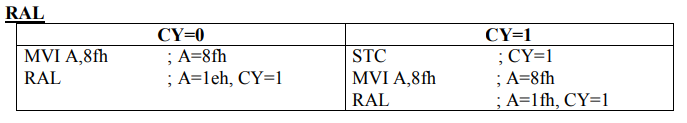 RAL
CY=0 CY=1
MVI A,8fh ; A=8fh STC ; CY=1
RAL ; A=1eh, CY=1 MVI A,8fh ; A=8fh
RAL ; A=1fh, CY=1